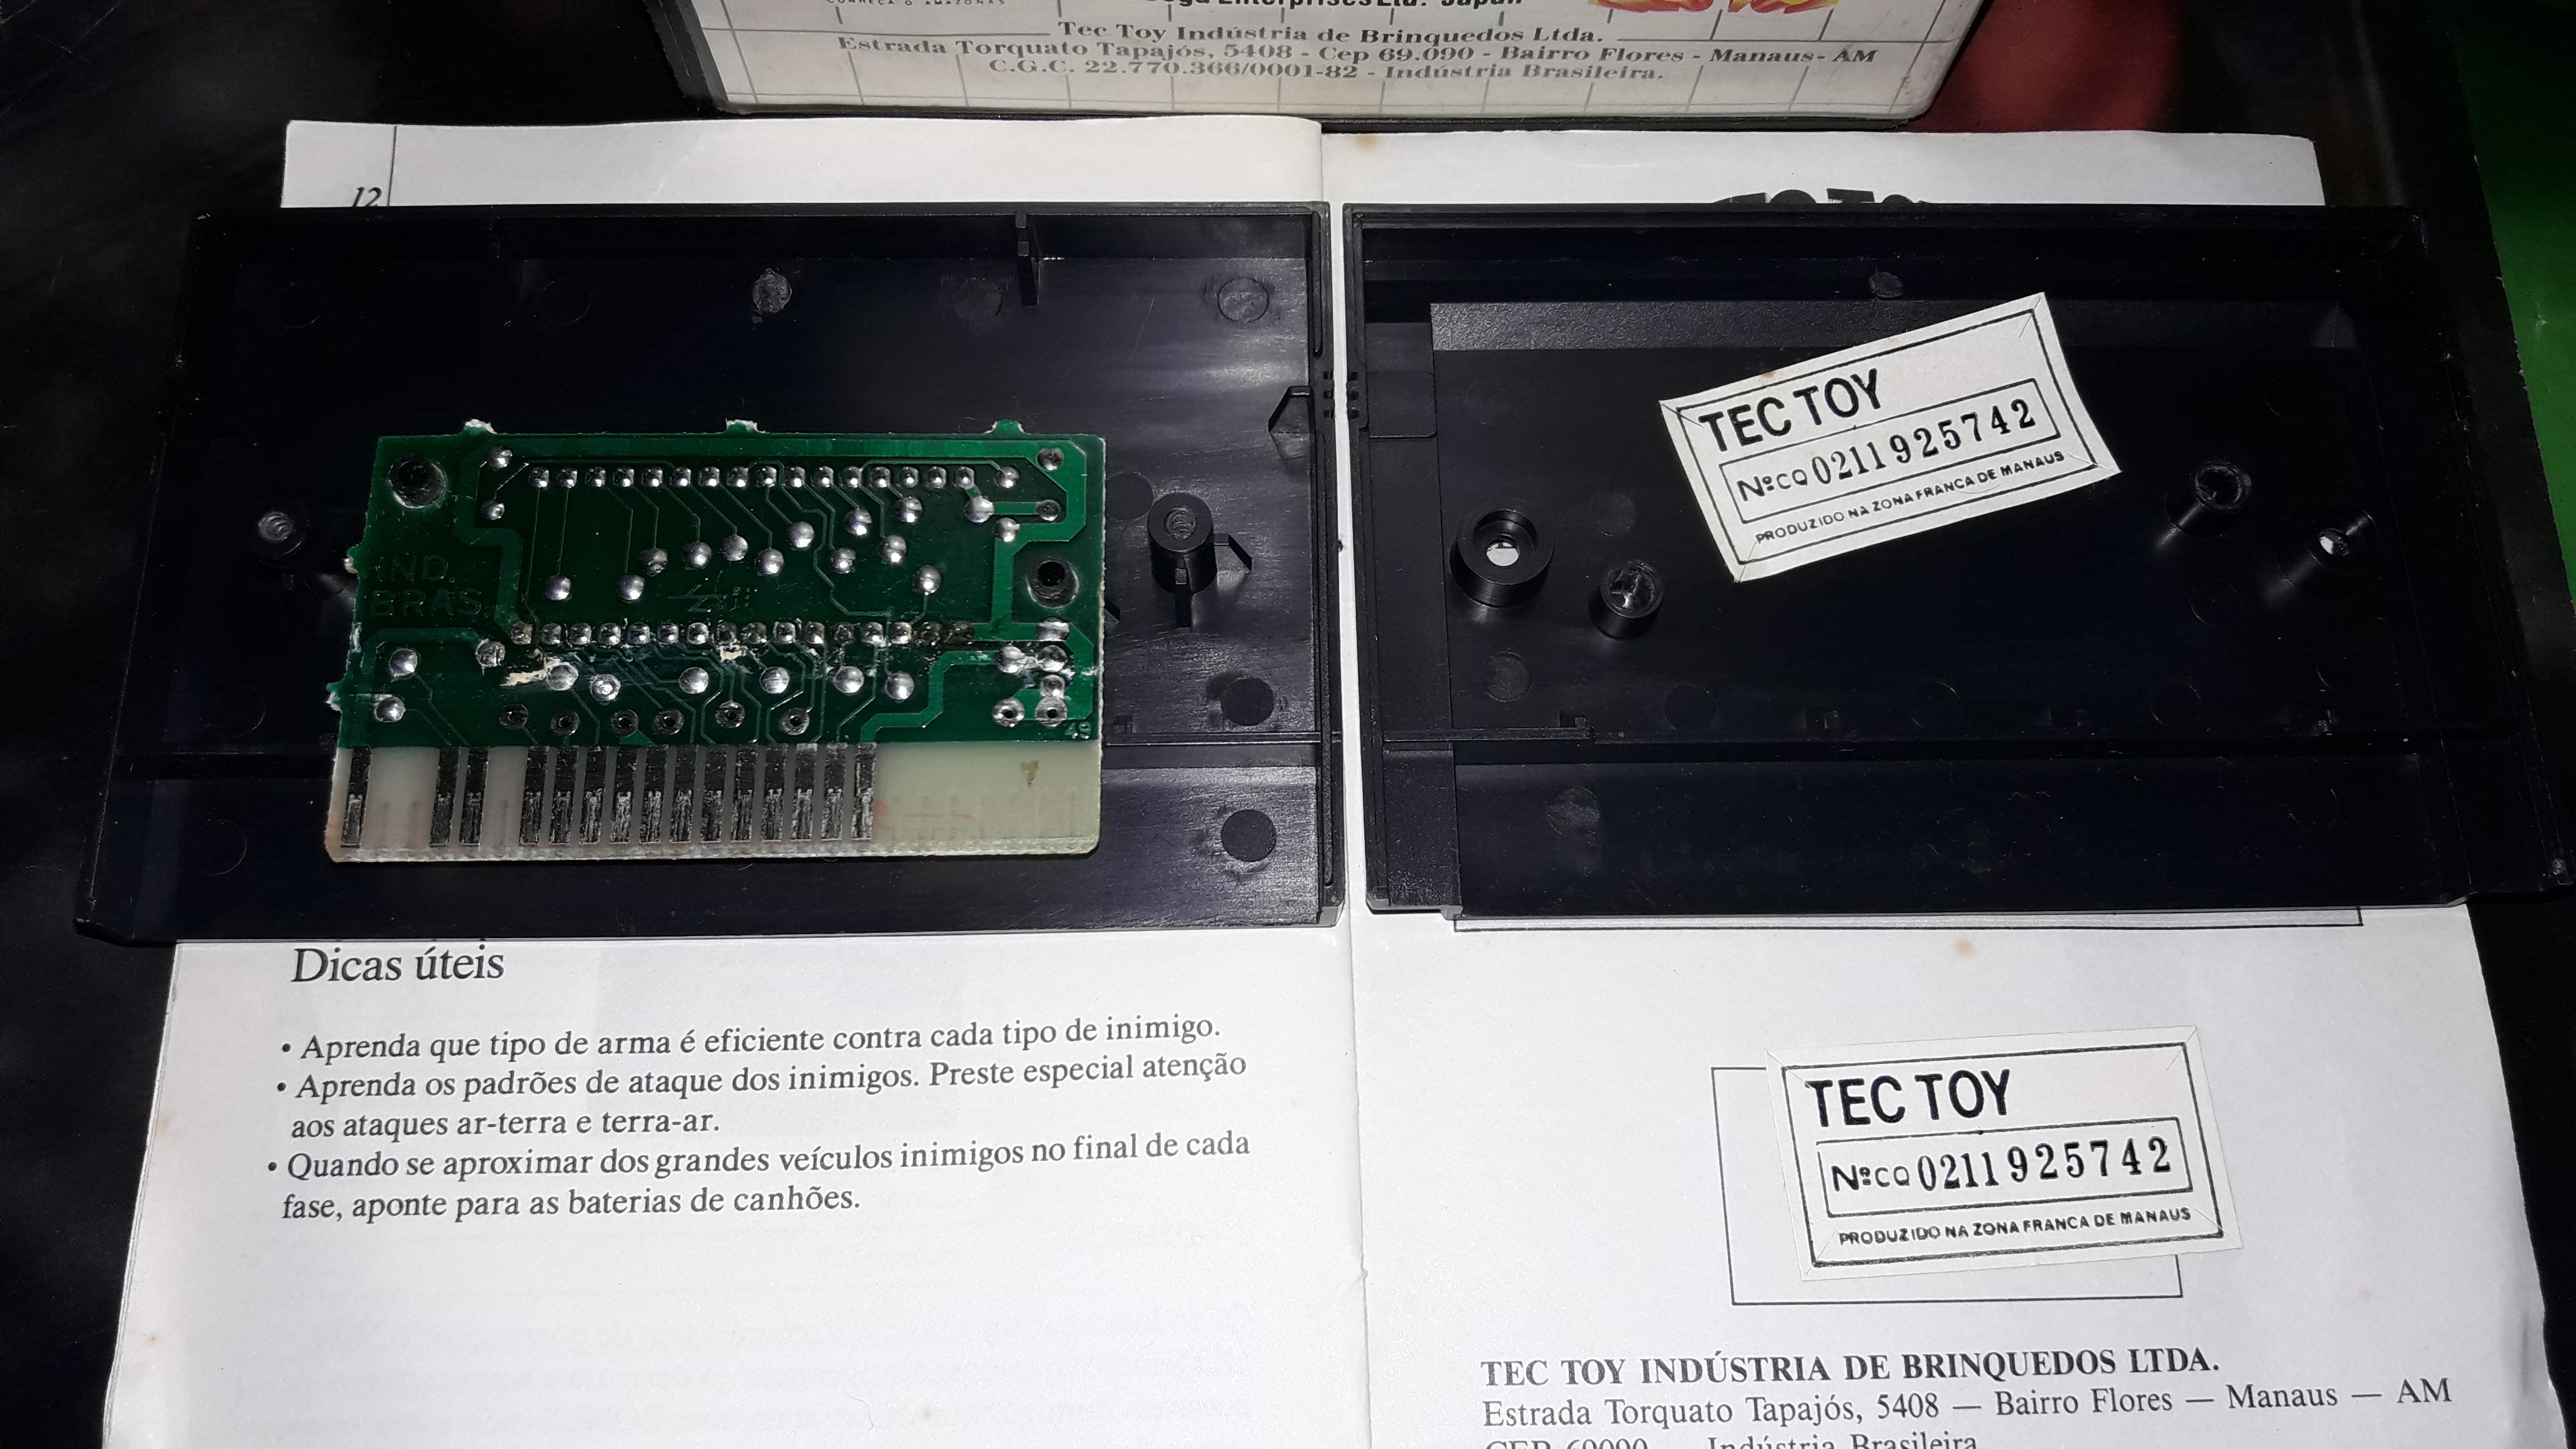 Tec Toy Indústria de Brinquedos Ltda.
Estrada Torquato Tapajós, 5408 - Cep 69.090 - Bairro Flores - Manaus- AM
C.G.C. 22.770.366/0001-82 - Indústria Brasileira.
12
TEC TOY
NºCQ 0211925742
PRODUZIDO NA ZONA FRANCA DE MANAUS
IND.
BRAS.
49
Dicas úteis
• Aprenda que tipo de arma é eficiente contra cada tipo de inimigo.
• Aprenda os padrões de ataque dos inimigos. Preste especial atenção
aos ataques ar-terra e terra-ar.
• Quando se aproximar dos grandes veículos inimigos no final de cada
fase, aponte para as baterias de canhões.
TEC TOY
NºCQ 0211925742
PRODUZIDO NA ZONA FRANCA DE MANAUS
TEC TOY INDÚSTRIA DE BRINQUEDOS LTDA.
Estrada Torquato Tapajós, 5408 — Bairro Flores — Manaus — AM
CEP 69090 — Indústria Brasileira